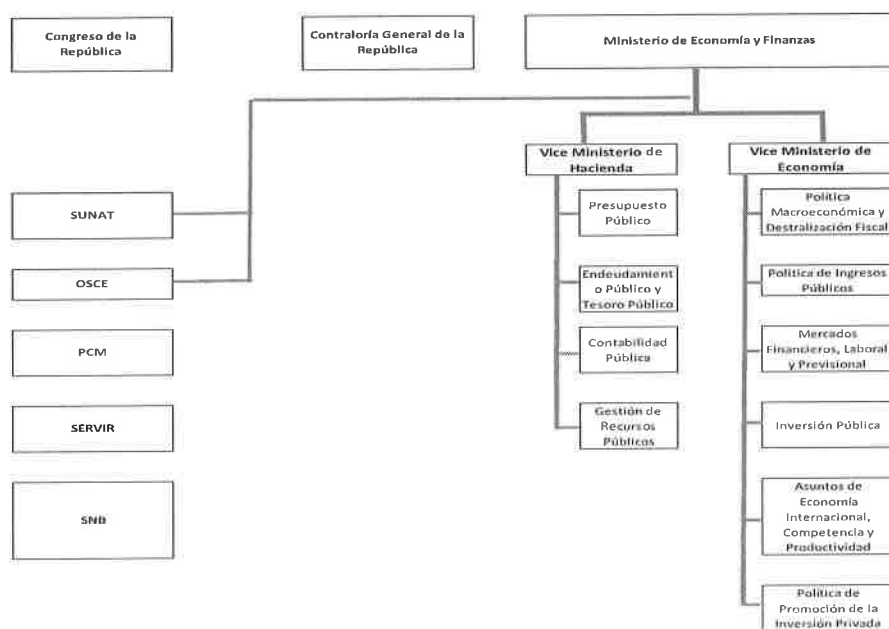 Congreso de la
República
Contraloría General de la
República
Ministerio de Economía y Finanzas
Vice Ministerio de
Hacienda
Vice Ministerio de
Economía
SUNAT
OSCE
PCM
SERVIR
SNB
Presupuesto
Público
Endeudamient
o Público y
Tesoro Público
Contabilidad
Pública
Gestión de
Recursos
Públicos
Política
Macroeconómica y
Destralización Fiscal
Política de Ingresos
Públicos
Mercados
Financieros, Laboral
y Previsional
Inversión Pública
Asuntos de
Economía
Internacional,
Competencia y
Productividad
Política de
Promoción de la
Inversión Privada